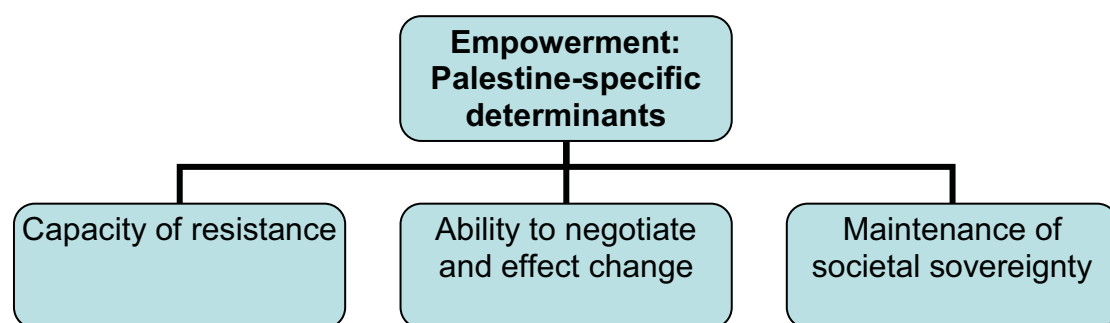 Empowerment:
Palestine-specific
determinants
Capacity of resistance
Ability to negotiate
and effect change
Maintenance of
societal sovereignty